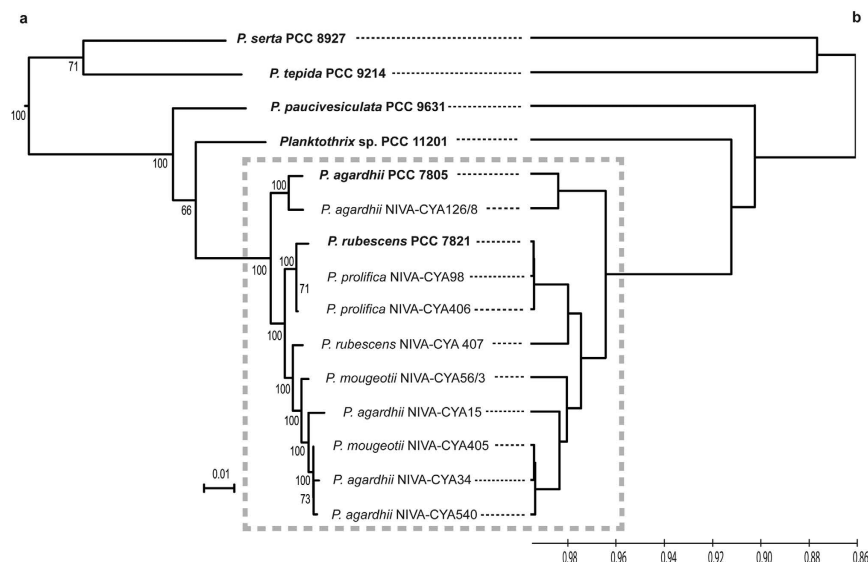 a b
P. serta PCC 8927
71
P. tepida PCC 9214
100
P. paucivesiculata PCC 9631
100
Planktothrix sp. PCC 11201
66
P. agardhii PCC 7805
100
P. agardhii NIVA-CYA126/8
P. rubescens PCC 7821
100
100
P. prolifica NIVA-CYA98
71
P. prolifica NIVA-CYA406
100
P. rubescens NIVA-CYA 407
P. mougeotii NIVA-CYA56/3
100
P. agardhii NIVA-CYA15
100
P. mougeotii NIVA-CYA405
100
P. agardhii NIVA-CYA34
0.01
73
P. agardhii NIVA-CYA540
0.98 0.96 0.94 0.92 0.90 0.88 0.86